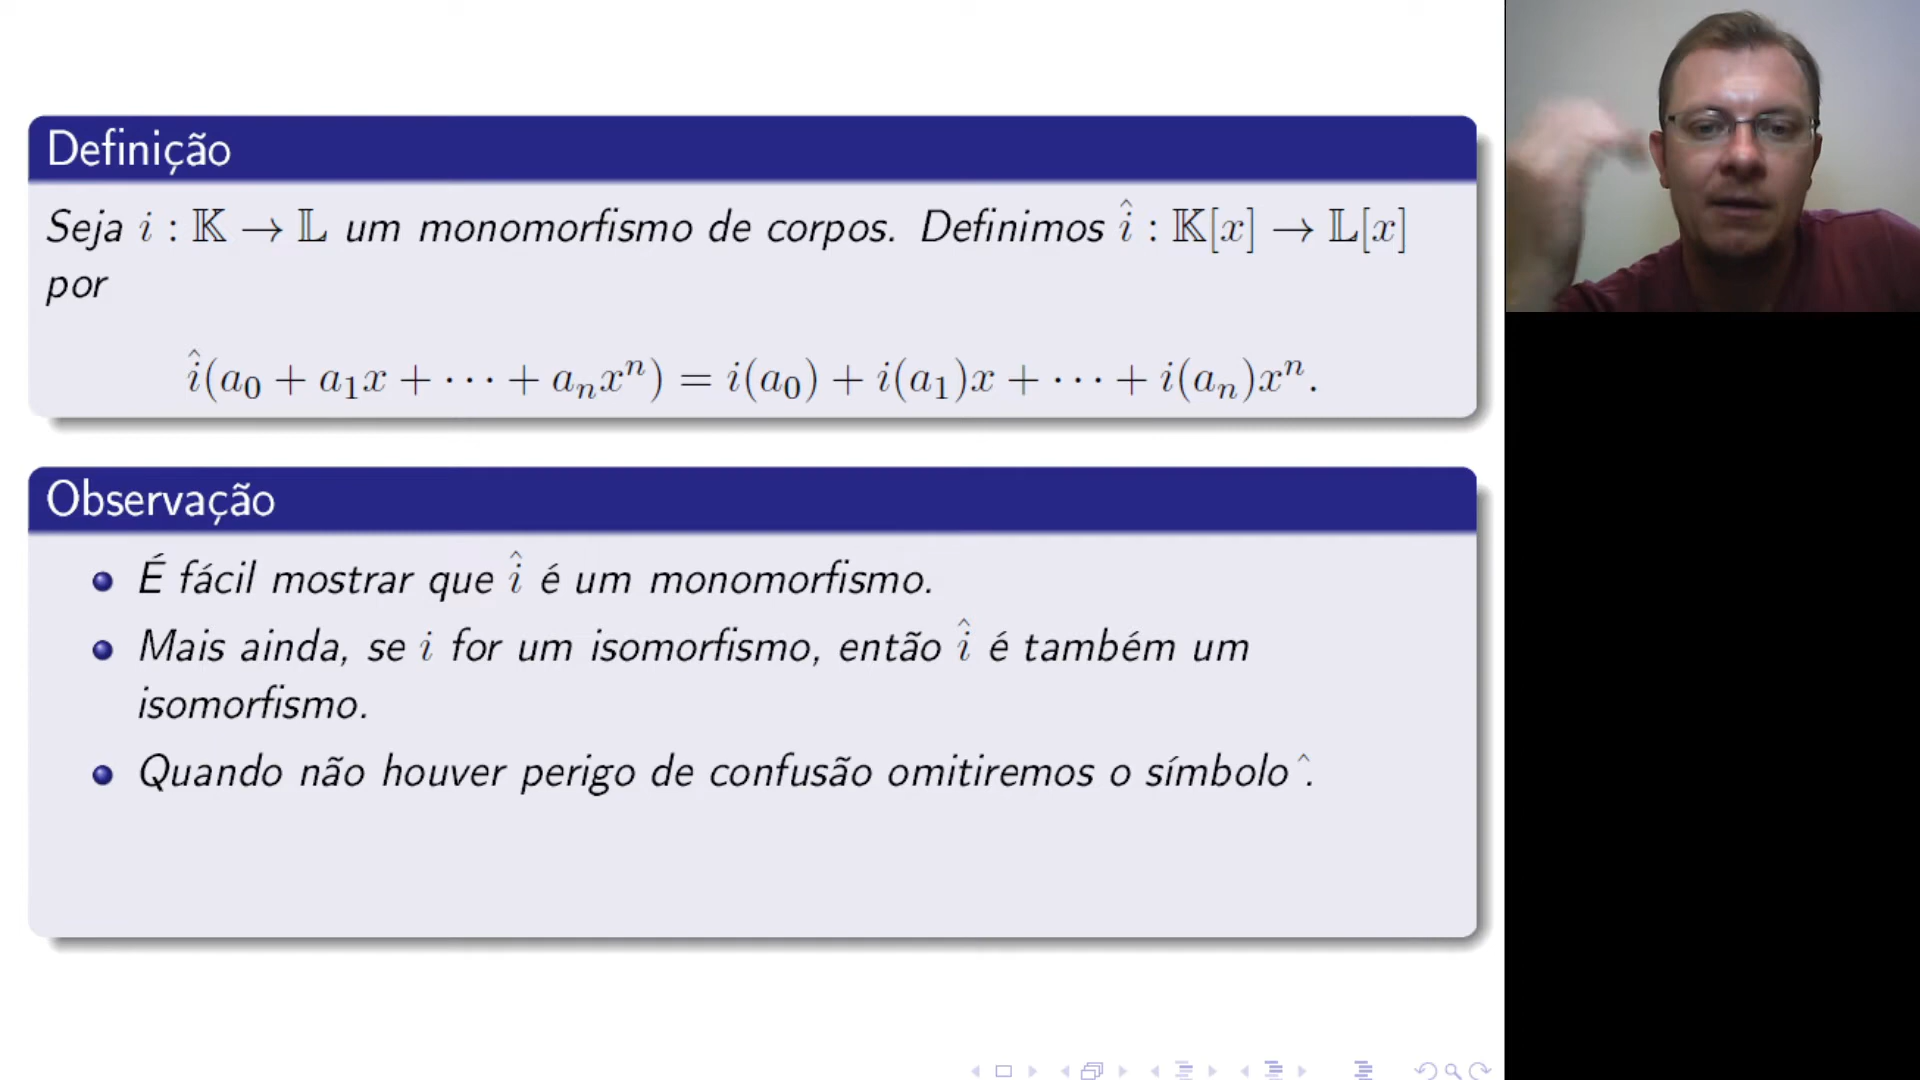 Definição
Seja i : 𝕂 → 𝕃 um monomorfismo de corpos. Definimos î : 𝕂[x] → 𝕃[x]
por
î(a₀ + a₁x + ⋯ + aₙxⁿ) = i(a₀) + i(a₁)x + ⋯ + i(aₙ)xⁿ.
Observação
É fácil mostrar que î é um monomorfismo.
Mais ainda, se i for um isomorfismo, então î é também um
isomorfismo.
Quando não houver perigo de confusão omitiremos o símbolo ^.